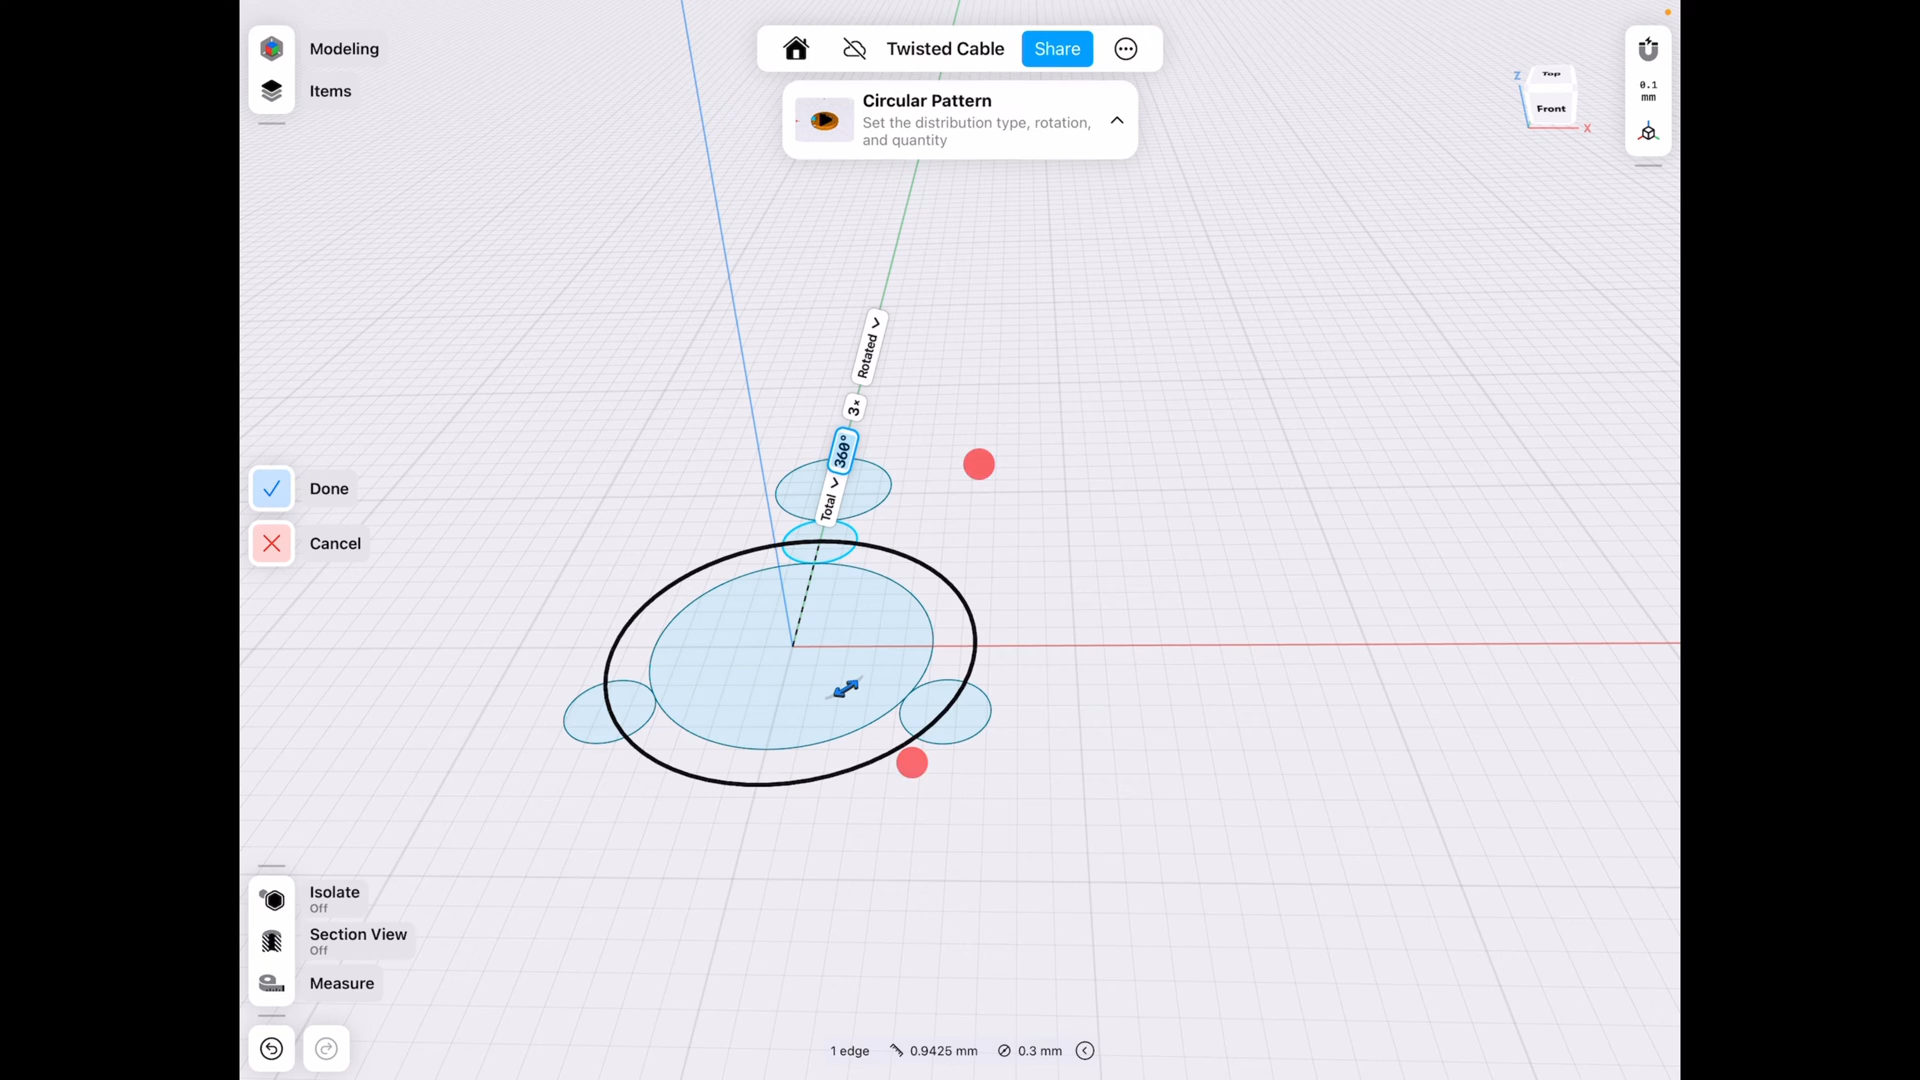 Modeling
Items
Twisted Cable
Share
Circular Pattern
Set the distribution type, rotation,
and quantity
Top
Front
Z
X
0.1
mm
Rotated
3×
360°
Total
Done
Cancel
Isolate
Off
Section View
Off
Measure
1 edge
0.9425 mm
0.3 mm